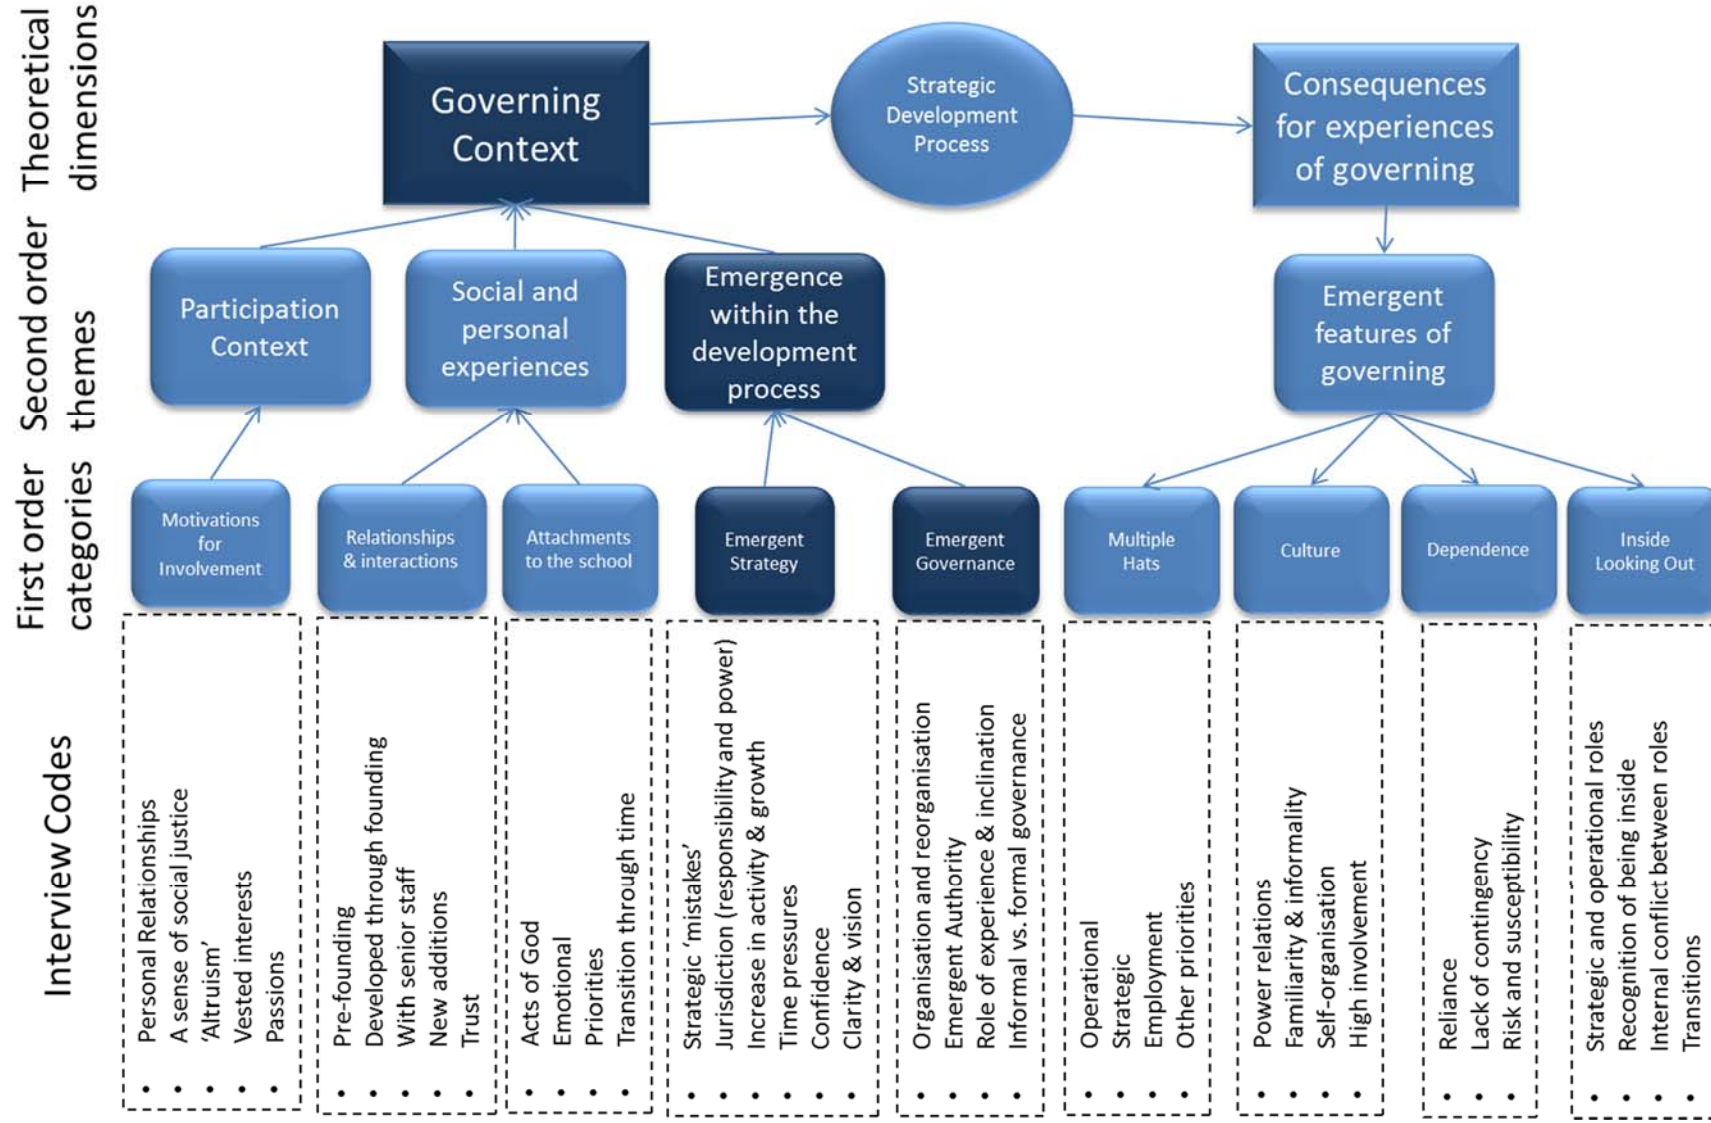 Theoretical
dimensions
Governing
Context
Strategic
Development
Process
Consequences
for experiences
of governing
Second order
themes
Participation
Context
Social and
personal
experiences
Emergence
within the
development
process
Emergent
features of
governing
First order
categories
Motivations
for
Involvement
Relationships
& interactions
Attachments
to the school
Emergent
Strategy
Emergent
Governance
Multiple
Hats
Culture
Dependence
Inside
Looking Out
Interview Codes
• Personal Relationships
• A sense of social justice
• ‘Altruism’
• Vested interests
• Passions
• Pre-founding
• Developed through founding
• With senior staff
• New additions
• Trust
• Acts of God
• Emotional
• Priorities
• Transition through time
• Strategic ‘mistakes’
• Jurisdiction (responsibility and power)
• Increase in activity & growth
• Time pressures
• Confidence
• Clarity & vision
• Organisation and reorganisation
• Emergent Authority
• Role of experience & inclination
• Informal vs. formal governance
• Operational
• Strategic
• Employment
• Other priorities
• Power relations
• Familiarity & informality
• Self-organisation
• High involvement
• Reliance
• Lack of contingency
• Risk and susceptibility
• Strategic and operational roles
• Recognition of being inside
• Internal conflict between roles
• Transitions